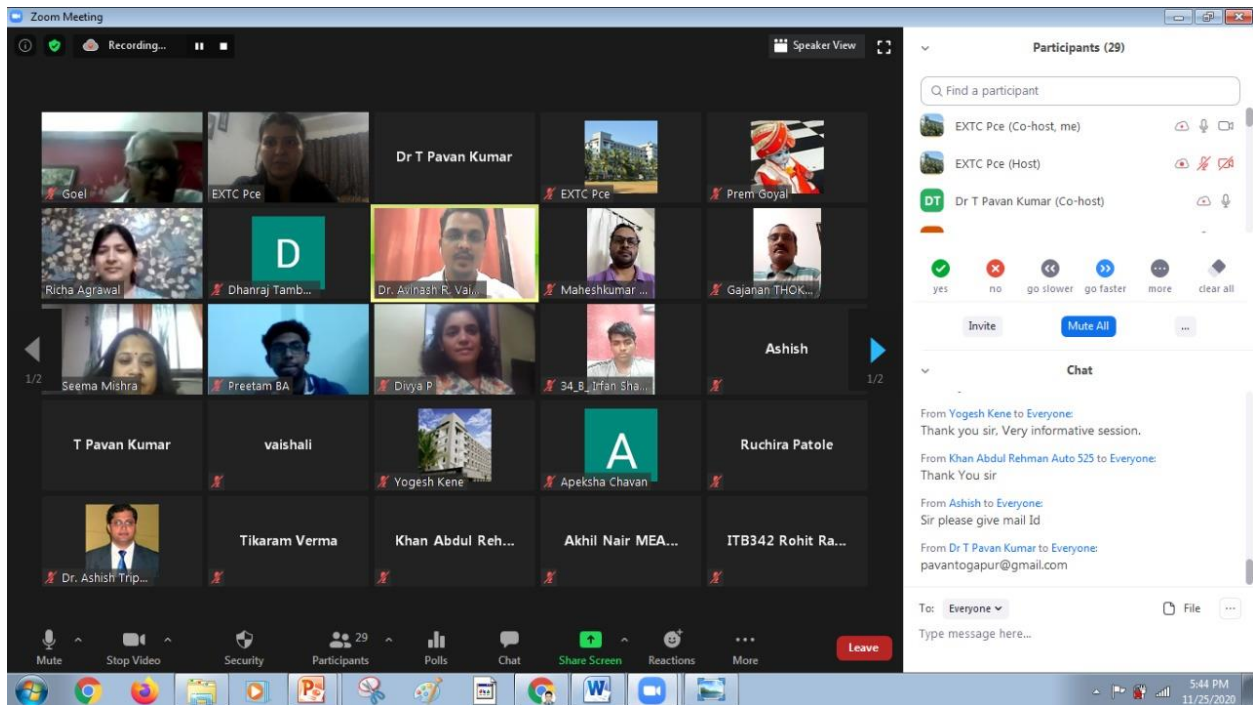 Zoom Meeting
Recording...
Speaker View
Goel
EXTC Pce
Dr T Pavan Kumar
EXTC Pce
Prem Goyal
Richa Agrawal
D
Dhanraj Tamb...
Dr. Avinash R. Vai...
Maheshkumar ...
Gajanan THOK...
1/2
Seema Mishra
Preetam BA
Divya P
34_B_Irfan Sha...
Ashish
1/2
T Pavan Kumar
vaishali
Yogesh Kene
A
Apeksha Chavan
Ruchira Patole
Dr. Ashish Trip...
Tikaram Verma
Khan Abdul Reh...
Akhil Nair MEA...
ITB342 Rohit Ra...
Mute
Stop Video
Security
29
Participants
Polls
Chat
Share Screen
Reactions
More
Leave
Participants (29)
Find a participant
EXTC Pce (Co-host, me)
EXTC Pce (Host)
DT Dr T Pavan Kumar (Co-host)
yes no go slower go faster more clear all
Invite Mute All ...
Chat
From Yogesh Kene to Everyone:
Thank you sir, Very informative session.
From Khan Abdul Rehman Auto 525 to Everyone:
Thank You sir
From Ashish to Everyone:
Sir please give mail Id
From Dr T Pavan Kumar to Everyone:
pavantogapur@gmail.com
To: Everyone File ...
Type message here...
5:44 PM
11/25/2020